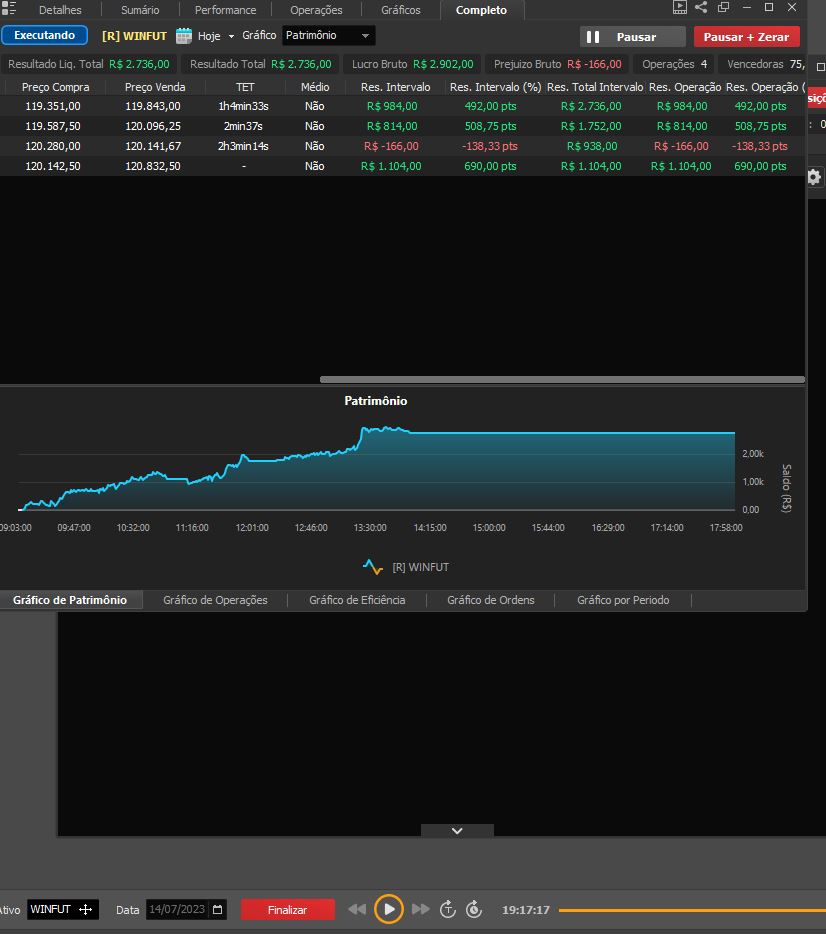 Detalhes Sumário Performance Operações Gráficos Completo
Executando [R] WINFUT Hoje Gráfico Patrimônio Pausar Pausar + Zerar
Resultado Liq. Total R$ 2.736,00 Resultado Total R$ 2.736,00 Lucro Bruto R$ 2.902,00 Prejuizo Bruto R$ -166,00 Operações 4 Vencedoras 75,
Preço Compra Preço Venda TET Médio Res. Intervalo Res. Intervalo (%) Res. Total Intervalo Res. Operação Res. Operação (
119.351,00 119.843,00 1h4min33s Não R$ 984,00 492,00 pts R$ 2.736,00 R$ 984,00 492,00 pts
119.587,50 120.096,25 2min37s Não R$ 814,00 508,75 pts R$ 1.752,00 R$ 814,00 508,75 pts
120.280,00 120.141,67 2h3min14s Não R$ -166,00 -138,33 pts R$ 938,00 R$ -166,00 -138,33 pts
120.142,50 120.832,50 - Não R$ 1.104,00 690,00 pts R$ 1.104,00 R$ 1.104,00 690,00 pts
Patrimônio
2,00k
1,00k
0,00
Saldo (R$)
09:03:00 09:47:00 10:32:00 11:16:00 12:01:00 12:46:00 13:30:00 14:15:00 15:00:00 15:44:00 16:29:00 17:14:00 17:58:00
[R] WINFUT
Gráfico de Patrimônio Gráfico de Operações Gráfico de Eficiência Gráfico de Ordens Gráfico por Periodo
Ativo WINFUT Data 14/07/2023 Finalizar 19:17:17